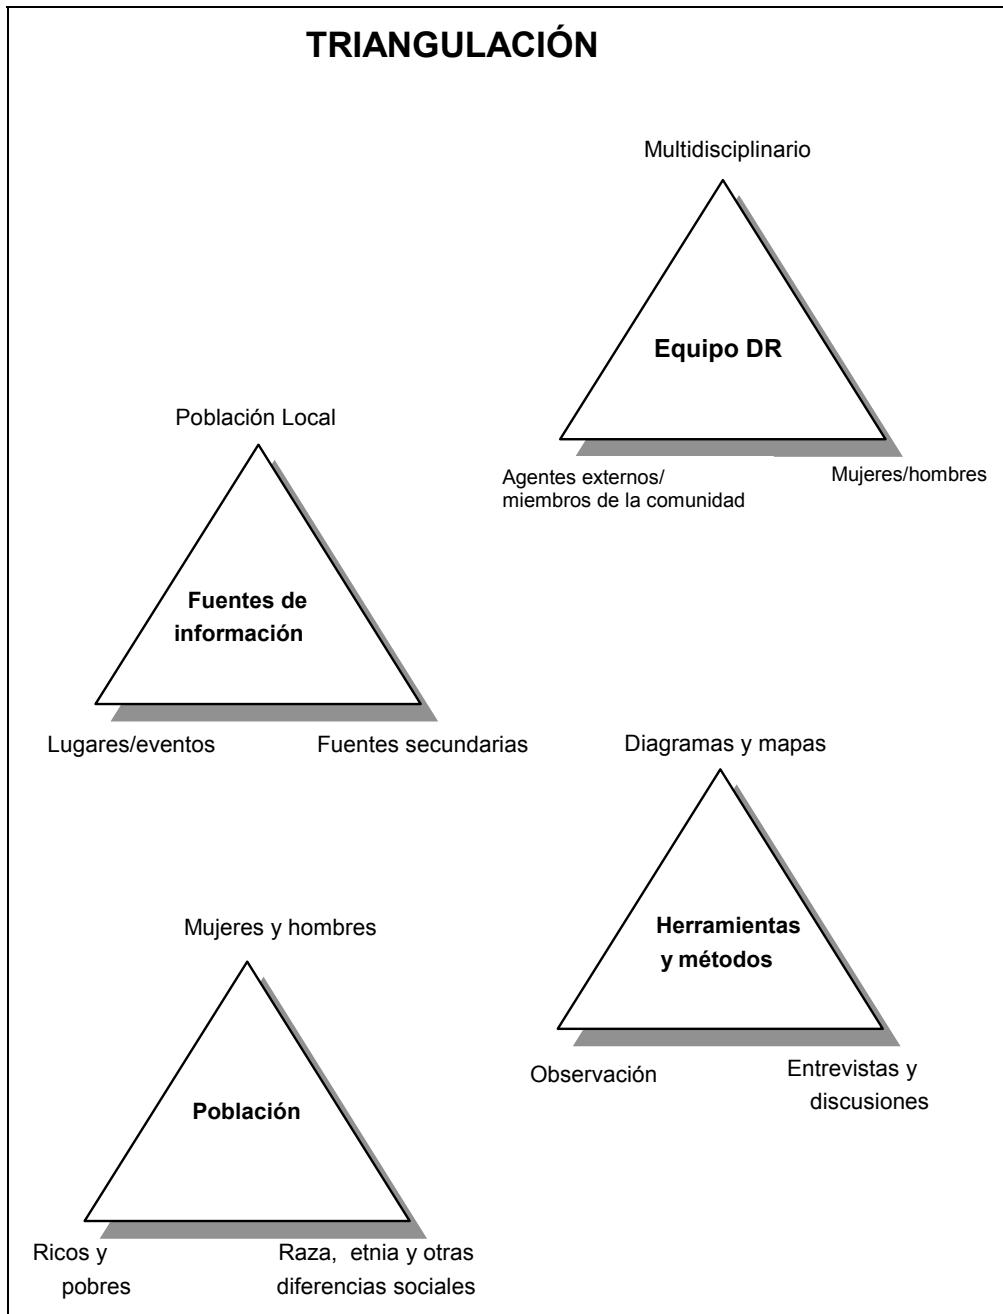 TRIANGULACIÓN
Multidisciplinario
Equipo DR
Agentes externos/
miembros de la comunidad
Mujeres/hombres
Población Local
Fuentes de
información
Lugares/eventos
Fuentes secundarias
Diagramas y mapas
Herramientas
y métodos
Observación
Entrevistas y
discusiones
Mujeres y hombres
Población
Ricos y
pobres
Raza, etnia y otras
diferencias sociales